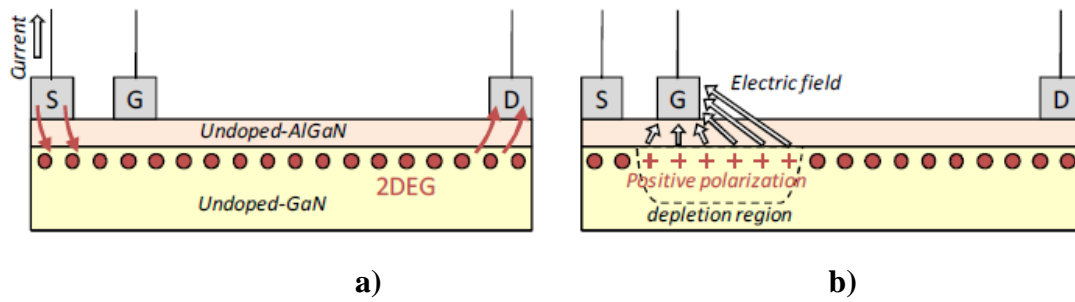 Current
S
G
D
Undoped-AlGaN
2DEG
Undoped-GaN
a)
S
G
Electric field
D
+ + + + + +
Positive polarization
depletion region
b)